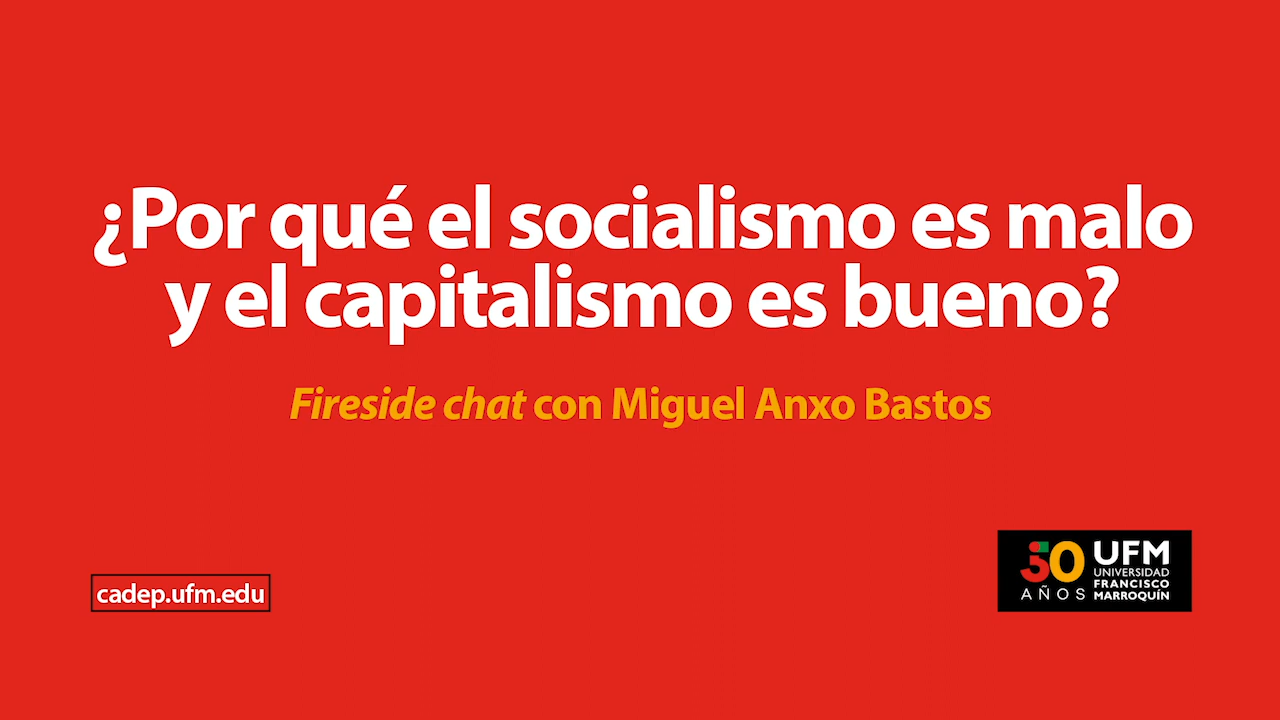 ¿Por qué el socialismo es malo
y el capitalismo es bueno?
Fireside chat con Miguel Anxo Bastos
cadep.ufm.edu
50 AÑOS
UFM
UNIVERSIDAD
FRANCISCO
MARROQUÍN